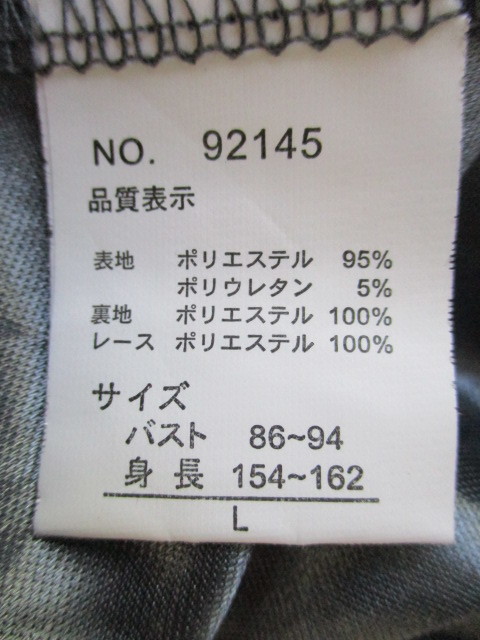 NO. 92145
品質表示
表地 ポリエステル 95%
ポリウレタン 5%
裏地 ポリエステル 100%
レース ポリエステル 100%
サイズ
バスト 86~94
身長 154~162
L